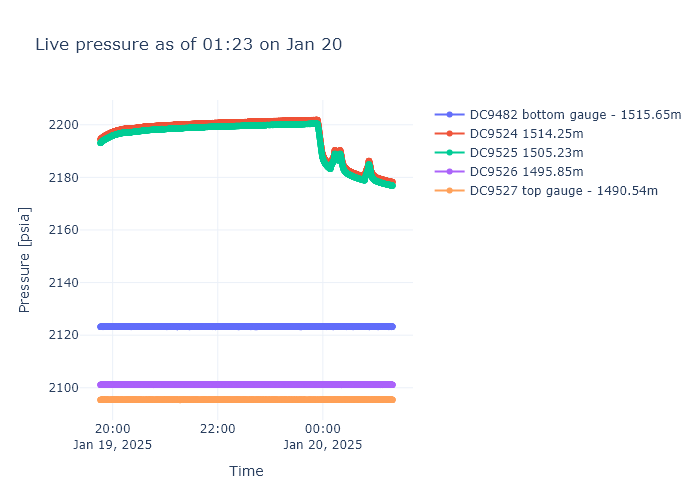 Live pressure as of 01:23 on Jan 20
DC9482 bottom gauge - 1515.65m
DC9524 1514.25m
DC9525 1505.23m
DC9526 1495.85m
DC9527 top gauge - 1490.54m
Pressure [psia]
2200
2180
2160
2140
2120
2100
20:00 22:00 00:00
Jan 19, 2025 Jan 20, 2025
Time